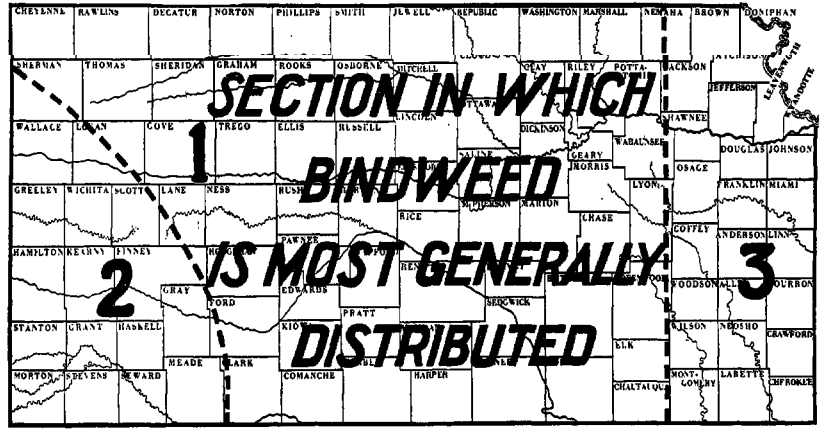 CHEYENNE RAWLINS DECATUR NORTON PHILLIPS SMITH JEWELL REPUBLIC WASHINGTON MARSHALL NEMAHA BROWN DONIPHAN
SHERMAN THOMAS SHERIDAN GRAHAM ROOKS OSBORNE MITCHELL CLAY RILEY POTTA- JACKSON
LEAVENWOTH
JEFFERSON
SECTION IN WHICH
LINCOLN SHAWNEE
WALLACE LOGAN GOVE 1 TREGO ELLIS RUSSELL DICKINSON WABAUNSEE
SALINE GEARY DOUGLAS JOHNSON
MORRIS OSAGE
BINDWEED
GREELEY WICHITA SCOTT LANE NESS RUSH LYON FRANKLIN MIAMI
RICE MCPHERSON MARION CHASE
COFFEY ANDERSON LINN
PAWNEE
HAMILTON KEARNY FINNEY
IS MOST GENERALLY
2 GRAY FORD EDWARDS SEDGWICK WOODSON 3
PRATT
STANTON GRANT HASKELL WILSON NEOSHO CRAWFORD
DISTRIBUTED
ELK
MEADE
MORTON STEVENS SEWARD COMANCHE HARPER MONT- LABETTE
GOMERY
CHALTAUQU